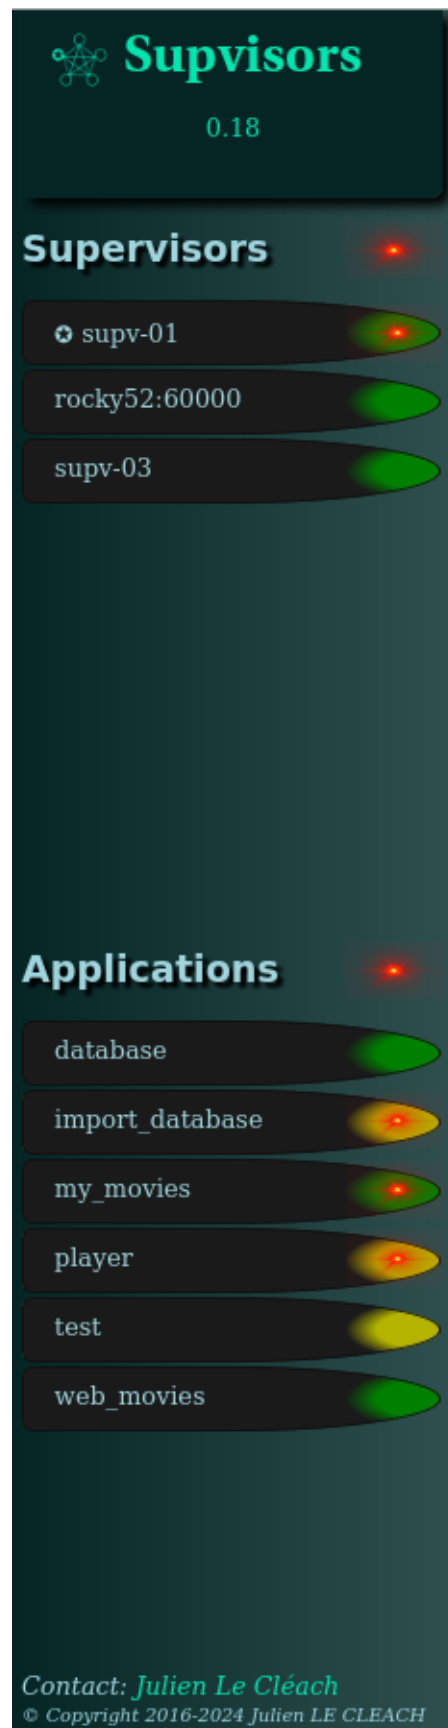 Supvisors
0.18
Supervisors
✪ supv-01
rocky52:60000
supv-03
Applications
database
import_database
my_movies
player
test
web_movies
Contact: Julien Le Cléach
© Copyright 2016-2024 Julien LE CLEACH